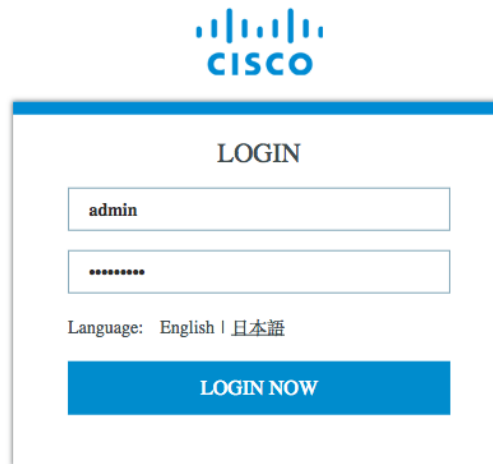 CISCO
LOGIN
admin
•••••••••
Language: English | 日本語
LOGIN NOW